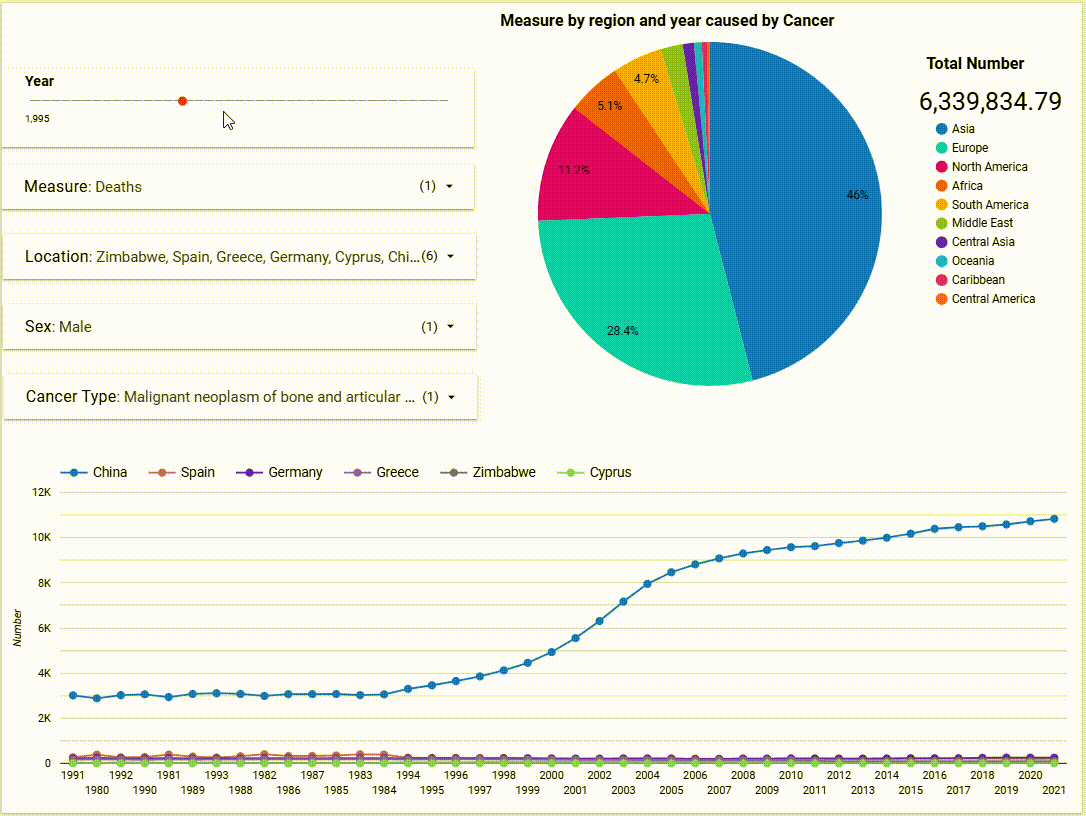 Measure by region and year caused by Cancer
Year
1,995
Measure: Deaths (1)
Location: Zimbabwe, Spain, Greece, Germany, Cyprus, Chi... (6)
Sex: Male (1)
Cancer Type: Malignant neoplasm of bone and articular ... (1)
4.7%
5.1%
11.2%
46%
28.4%
Total Number
6,339,834.79
Asia
Europe
North America
Africa
South America
Middle East
Central Asia
Oceania
Caribbean
Central America
China Spain Germany Greece Zimbabwe Cyprus
12K
10K
8K
6K
4K
2K
0
Number
1991 1992 1981 1993 1982 1987 1983 1994 1996 1998 2000 2002 2004 2006 2008 2010 2012 2014 2016 2018 2020
1980 1990 1989 1988 1986 1985 1984 1995 1997 1999 2001 2003 2005 2007 2009 2011 2013 2015 2017 2019 2021